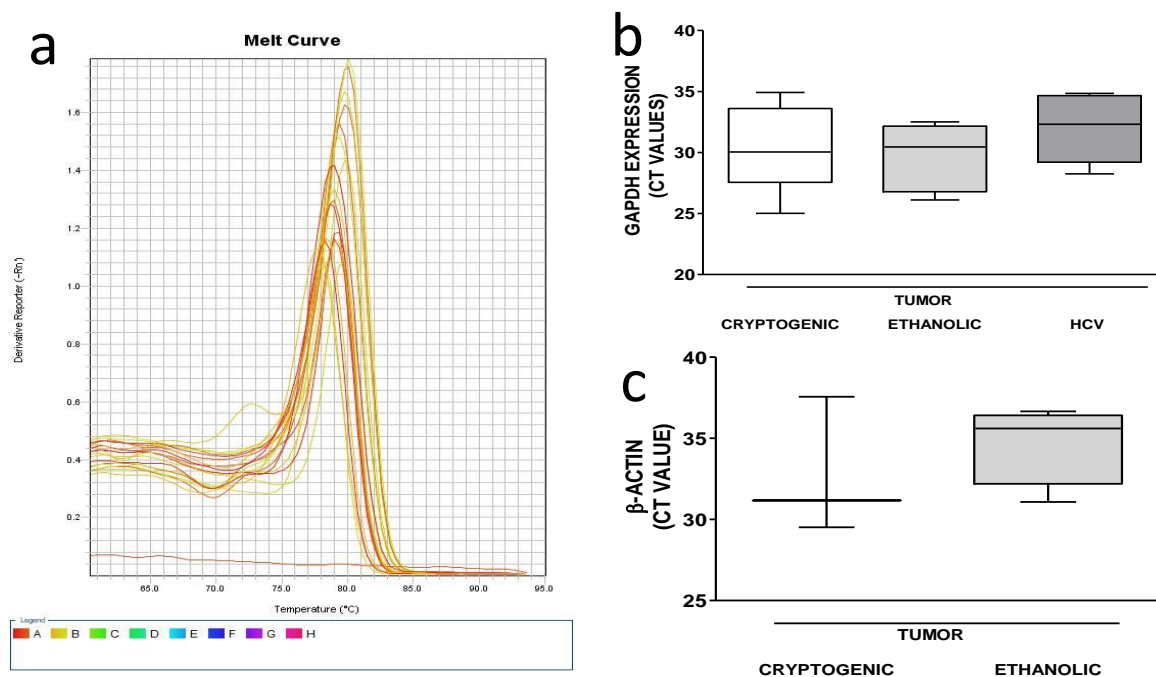 a
Melt Curve
1.6
1.4
1.2
1.0
0.8
0.6
0.4
0.2
Derivative Reporter (-Rn')
65.0 70.0 75.0 80.0 85.0 90.0 95.0
Temperature (°C)
Legend
A B C D E F G H
b
40
35
30
25
20
GAPDH EXPRESSION
(CT VALUES)
TUMOR
CRYPTOGENIC ETHANOLIC HCV
c
40
35
30
25
β-ACTIN
(CT VALUE)
TUMOR
CRYPTOGENIC ETHANOLIC